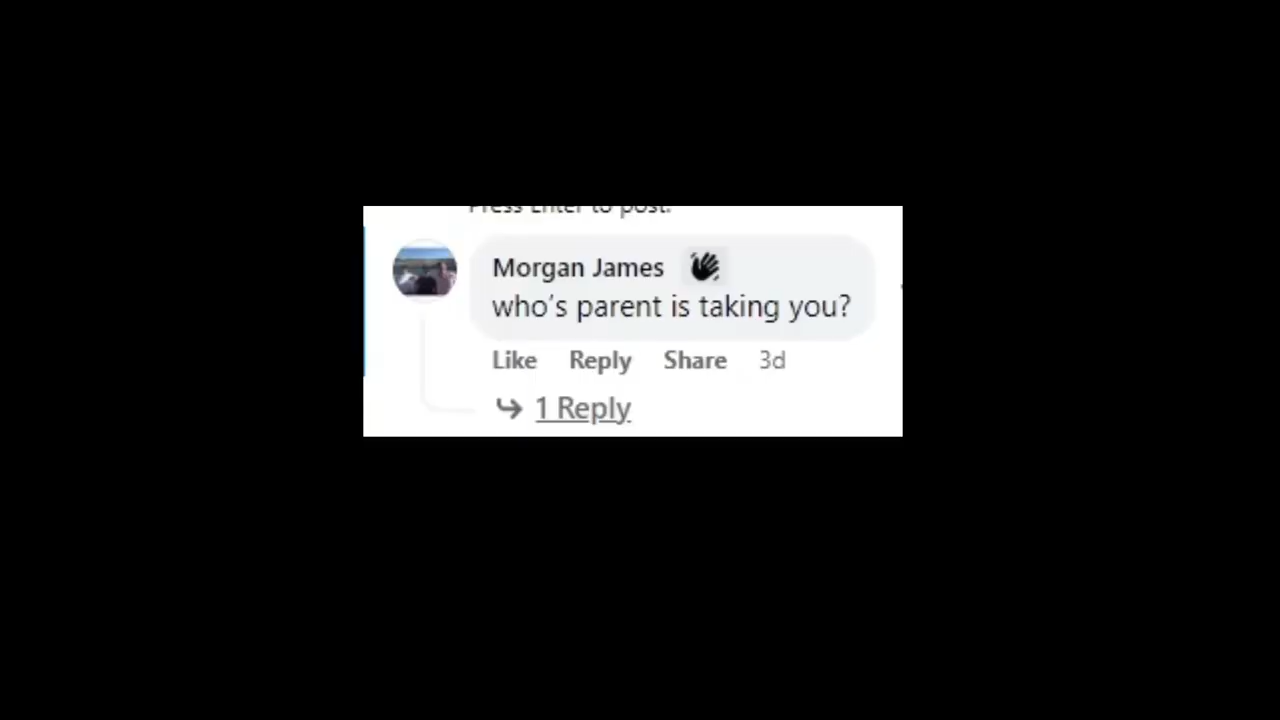 Press Enter to post.
Morgan James
who's parent is taking you?
Like Reply Share 3d
1 Reply